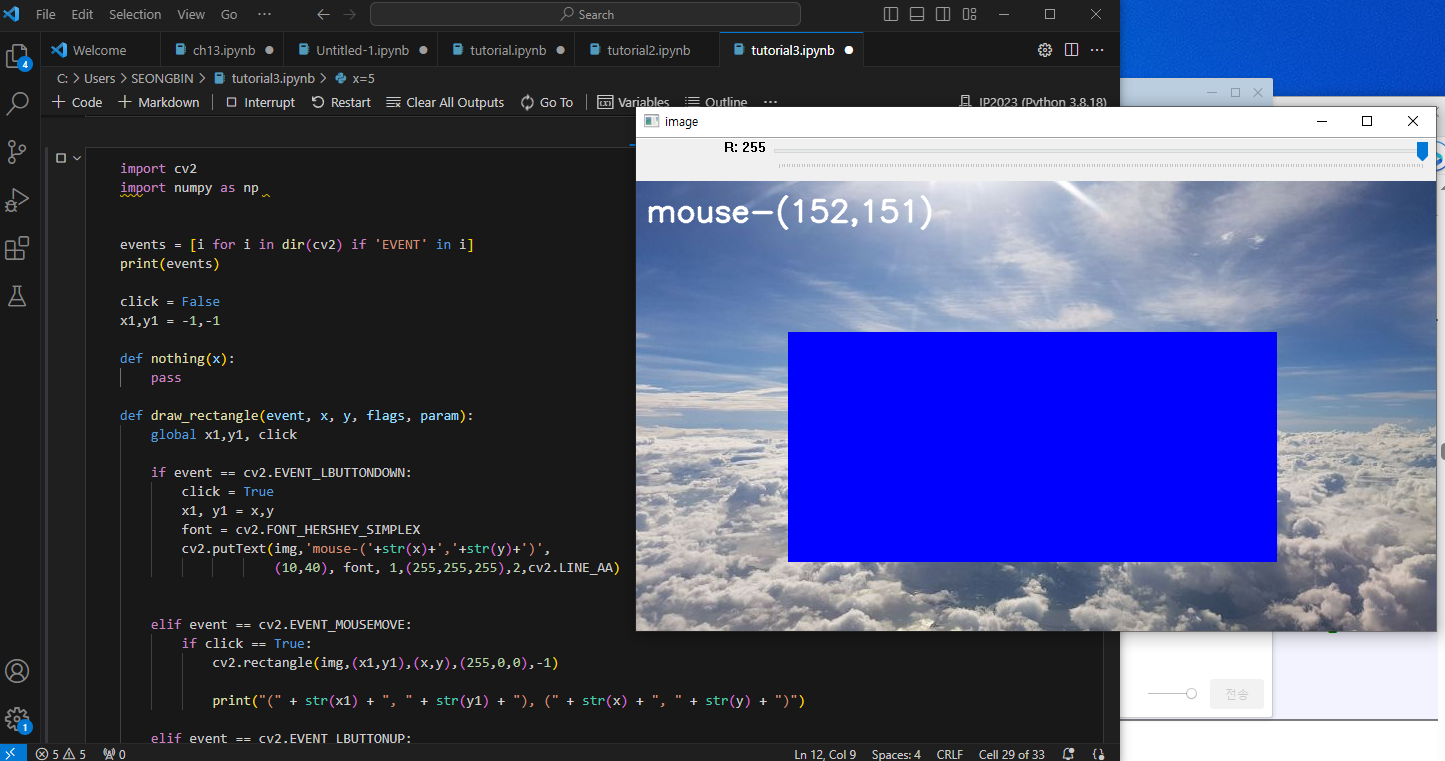 File Edit Selection View Go ··· Search
Welcome ch13.ipynb Untitled-1.ipynb tutorial.ipynb tutorial2.ipynb tutorial3.ipynb
C: > Users > SEONGBIN > tutorial3.ipynb > x=5
+ Code + Markdown Interrupt Restart Clear All Outputs Go To Variables Outline ··· IP2023 (Python 3.8.18)
4
image
R: 255
mouse-(152,151)
import cv2
import numpy as np
events = [i for i in dir(cv2) if 'EVENT' in i]
print(events)
click = False
x1,y1 = -1,-1
def nothing(x):
    pass
def draw_rectangle(event, x, y, flags, param):
    global x1,y1, click
    if event == cv2.EVENT_LBUTTONDOWN:
        click = True
        x1, y1 = x,y
        font = cv2.FONT_HERSHEY_SIMPLEX
        cv2.putText(img,'mouse-('+str(x)+','+str(y)+')',
                    (10,40), font, 1,(255,255,255),2,cv2.LINE_AA)
    elif event == cv2.EVENT_MOUSEMOVE:
        if click == True:
            cv2.rectangle(img,(x1,y1),(x,y),(255,0,0),-1)
            print("(" + str(x1) + ", " + str(y1) + "), (" + str(x) + ", " + str(y) + ")")
    elif event == cv2.EVENT_LBUTTONUP:
전송
1
5 5 0 Ln 12, Col 9 Spaces: 4 CRLF Cell 29 of 33